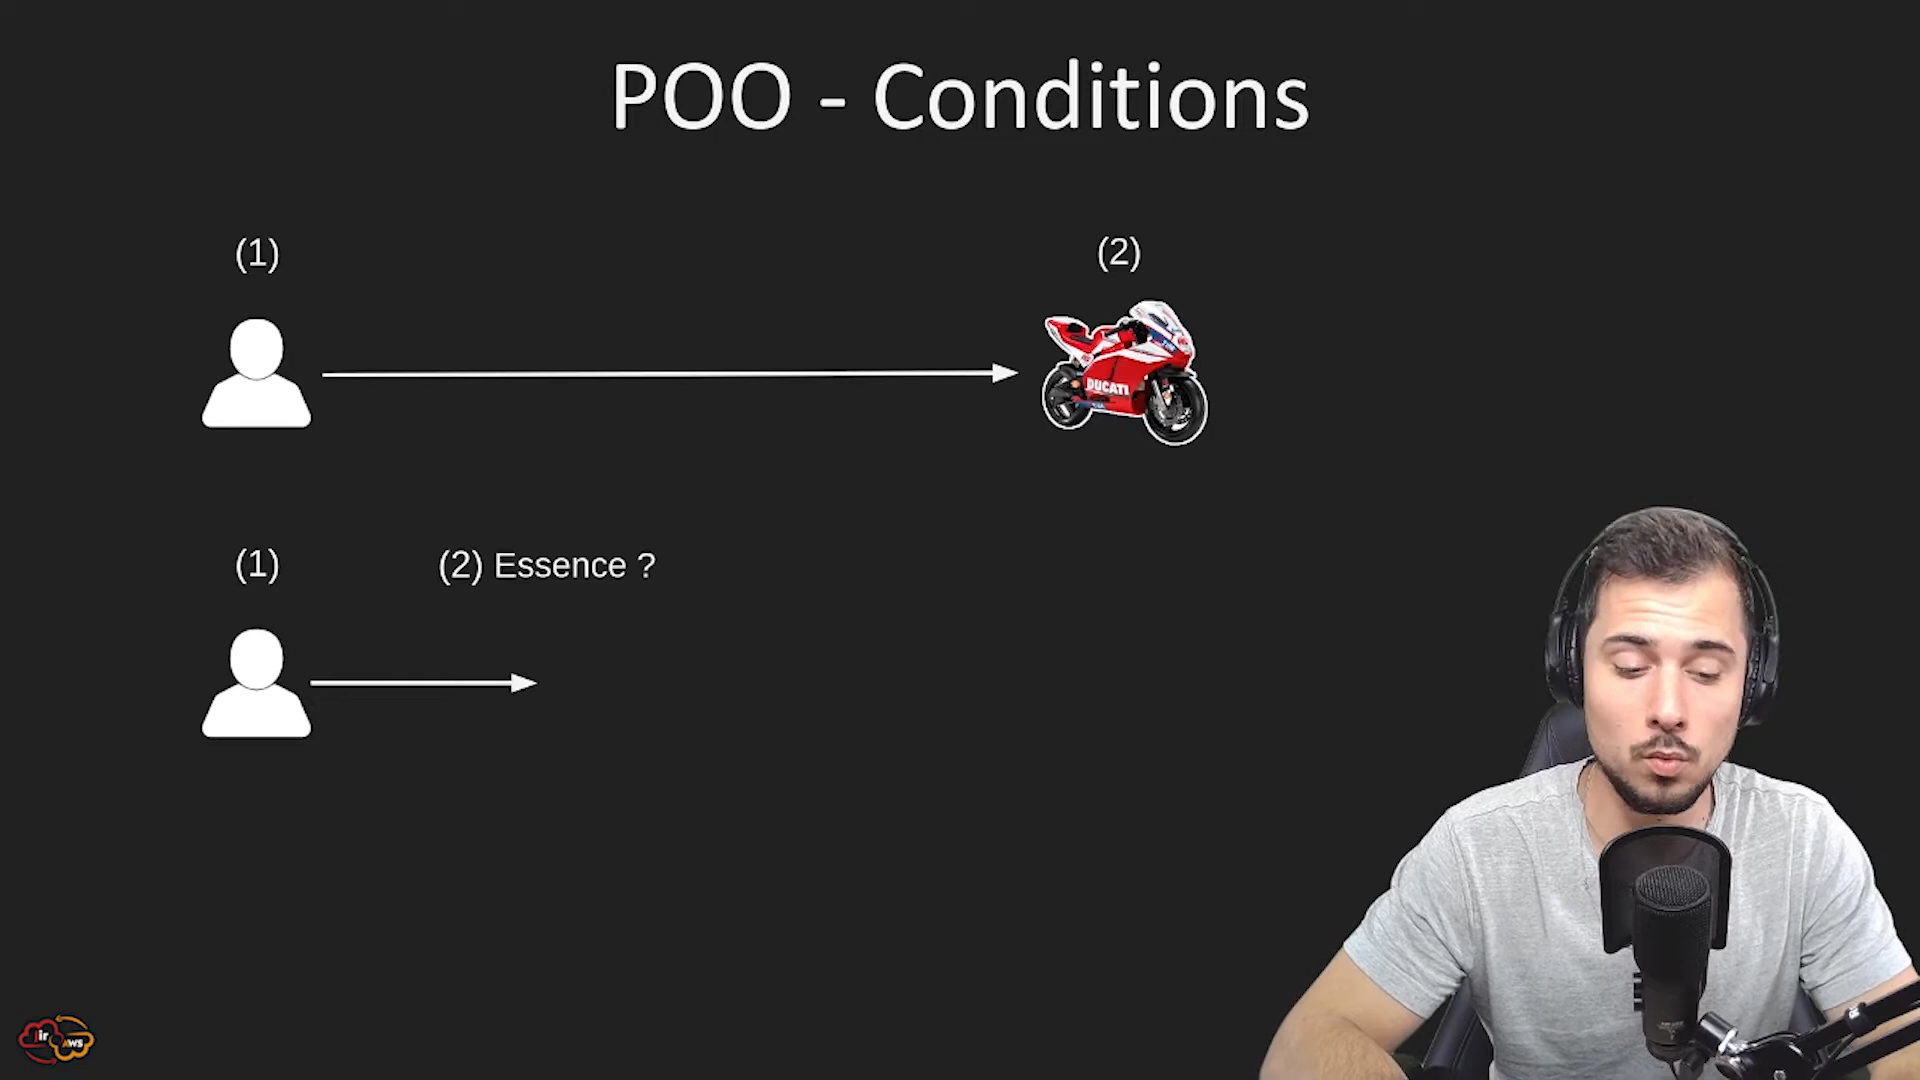 POO - Conditions
(1)
(2)
DUCATI
(1)
(2) Essence ?